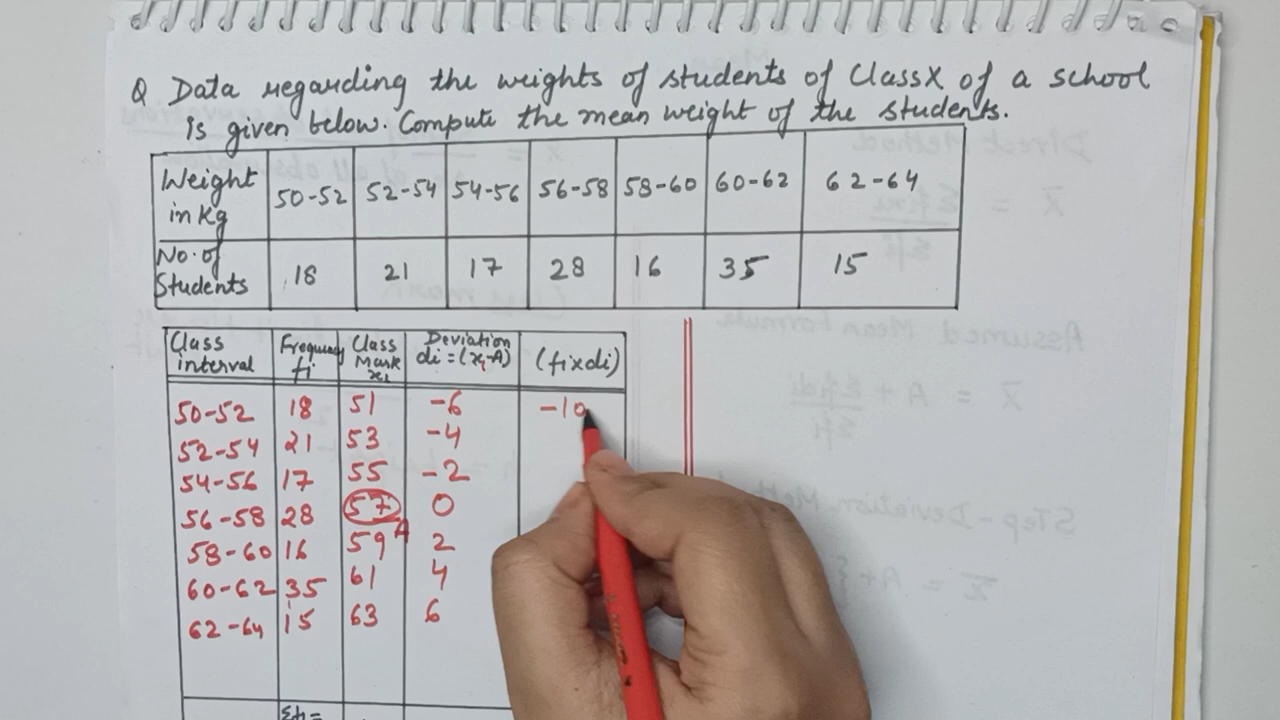 Q Data regarding the weights of students of ClassX of a school
is given below. Compute the mean weight of the students.
Weight in Kg 50-52 52-54 54-56 56-58 58-60 60-62 62-64
No. of Students 18 21 17 28 16 35 15
Class interval Frequency fi Class Mark xi Deviation di=(xi-A) (fixdi)
50-52 18 51 -6 -10
52-54 21 53 -4
54-56 17 55 -2
56-58 28 57 A 0
58-60 16 59 2
60-62 35 61 4
62-64 15 63 6
Σfi=